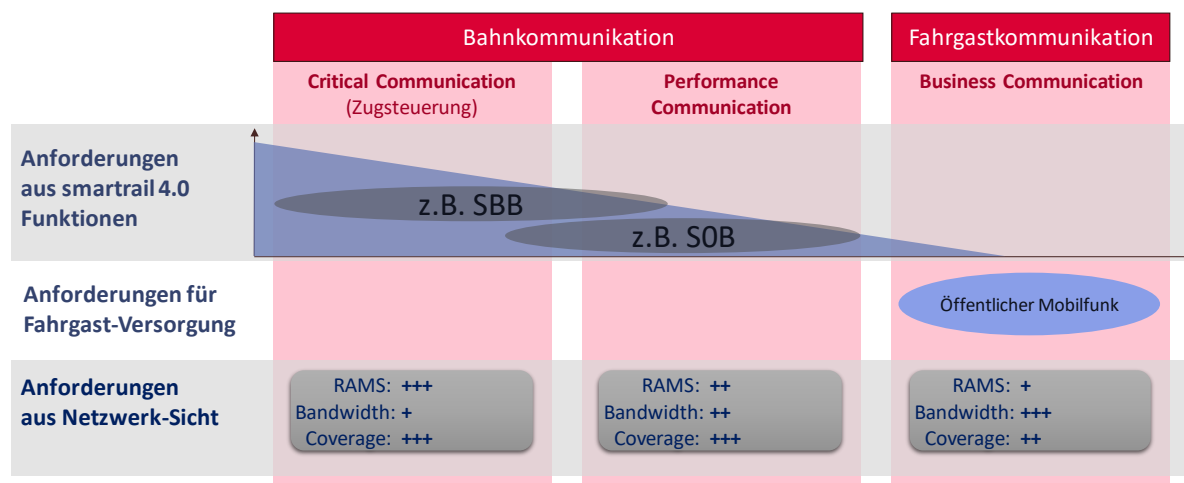 Bahnkommunikation
Fahrgastkommunikation
Critical Communication
(Zugsteuerung)
Performance
Communication
Business Communication
Anforderungen
aus smartrail 4.0
Funktionen
z.B. SBB
z.B. SOB
Anforderungen für
Fahrgast-Versorgung
Öffentlicher Mobilfunk
Anforderungen
aus Netzwerk-Sicht
RAMS: +++
Bandwidth: +
Coverage: +++
RAMS: ++
Bandwidth: ++
Coverage: +++
RAMS: +
Bandwidth: +++
Coverage: ++